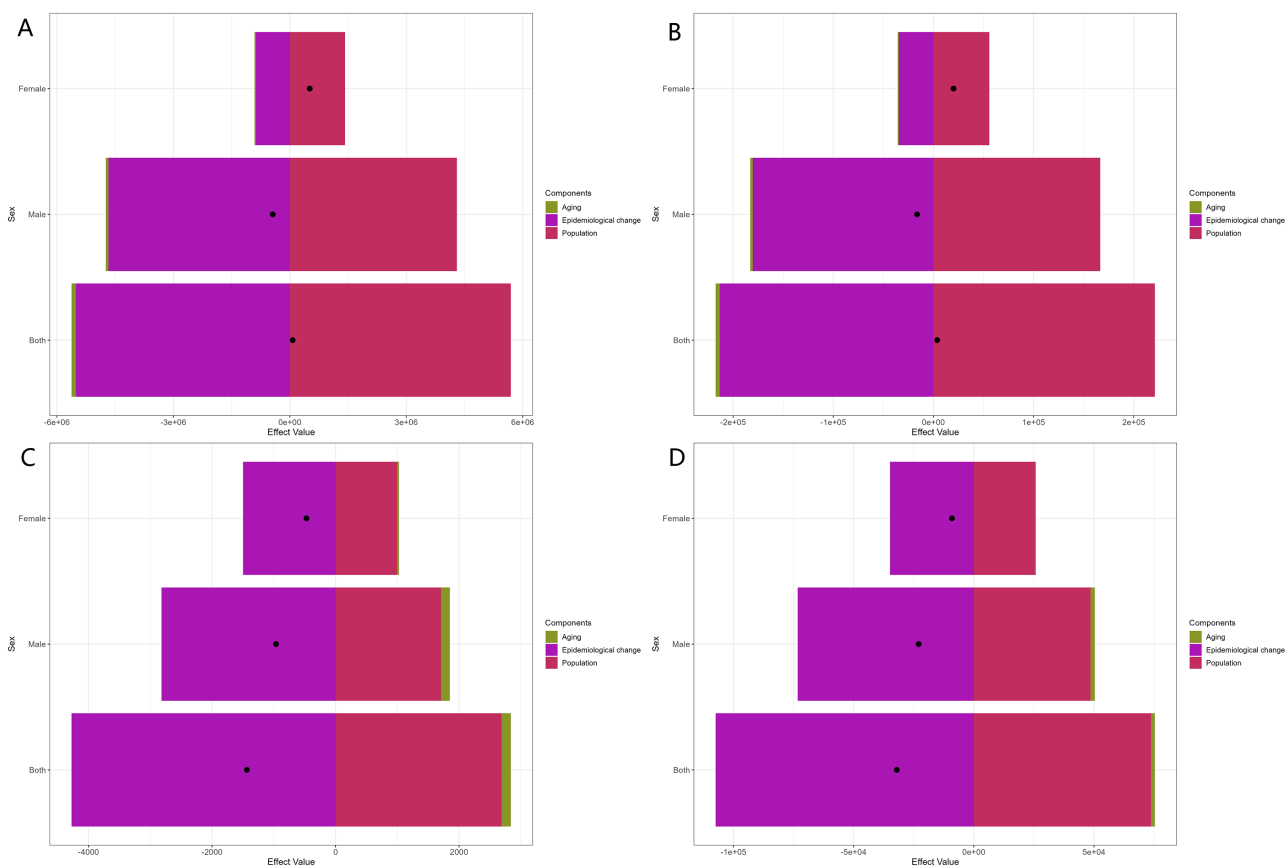 A
Female
Male
Both
Sex
-6e+06
-3e+06
0e+00
3e+06
6e+06
Effect Value
Components
Aging
Epidemiological change
Population
B
Female
Male
Both
Sex
-2e+05
-1e+05
0e+00
1e+05
2e+05
Effect Value
Components
Aging
Epidemiological change
Population
C
Female
Male
Both
Sex
-4000
-2000
0
2000
Effect Value
Components
Aging
Epidemiological change
Population
D
Female
Male
Both
Sex
-1e+05
-5e+04
0e+00
5e+04
Effect Value
Components
Aging
Epidemiological change
Population